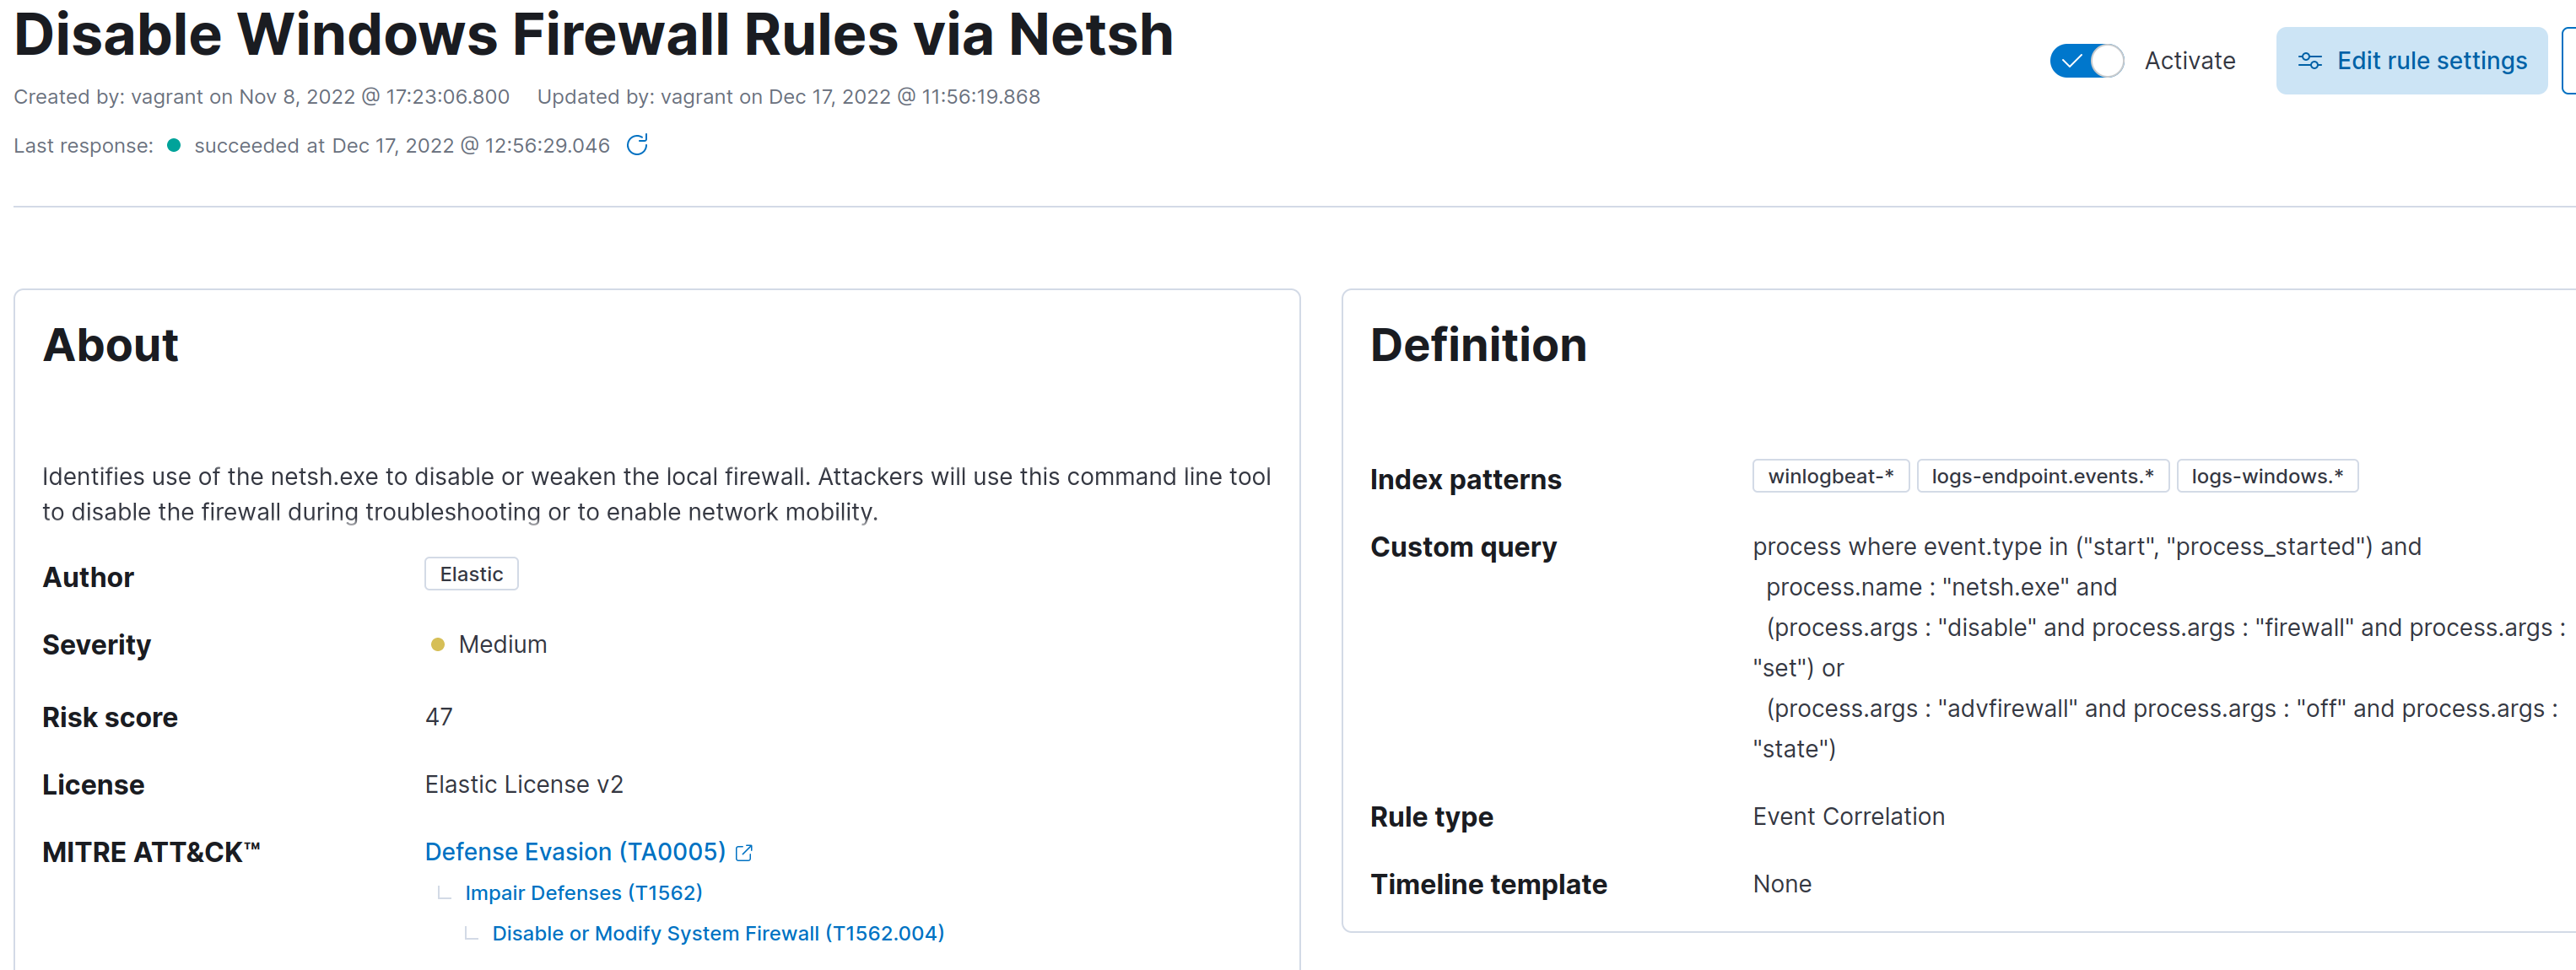 Disable Windows Firewall Rules via Netsh
Activate
Edit rule settings
Created by: vagrant on Nov 8, 2022 @ 17:23:06.800 Updated by: vagrant on Dec 17, 2022 @ 11:56:19.868
Last response: succeeded at Dec 17, 2022 @ 12:56:29.046
About
Identifies use of the netsh.exe to disable or weaken the local firewall. Attackers will use this command line tool
to disable the firewall during troubleshooting or to enable network mobility.
Author Elastic
Severity Medium
Risk score 47
License Elastic License v2
MITRE ATT&CK™ Defense Evasion (TA0005)
Impair Defenses (T1562)
Disable or Modify System Firewall (T1562.004)
Definition
Index patterns winlogbeat-* logs-endpoint.events.* logs-windows.*
Custom query process where event.type in ("start", "process_started") and
process.name : "netsh.exe" and
(process.args : "disable" and process.args : "firewall" and process.args :
"set") or
(process.args : "advfirewall" and process.args : "off" and process.args :
"state")
Rule type Event Correlation
Timeline template None